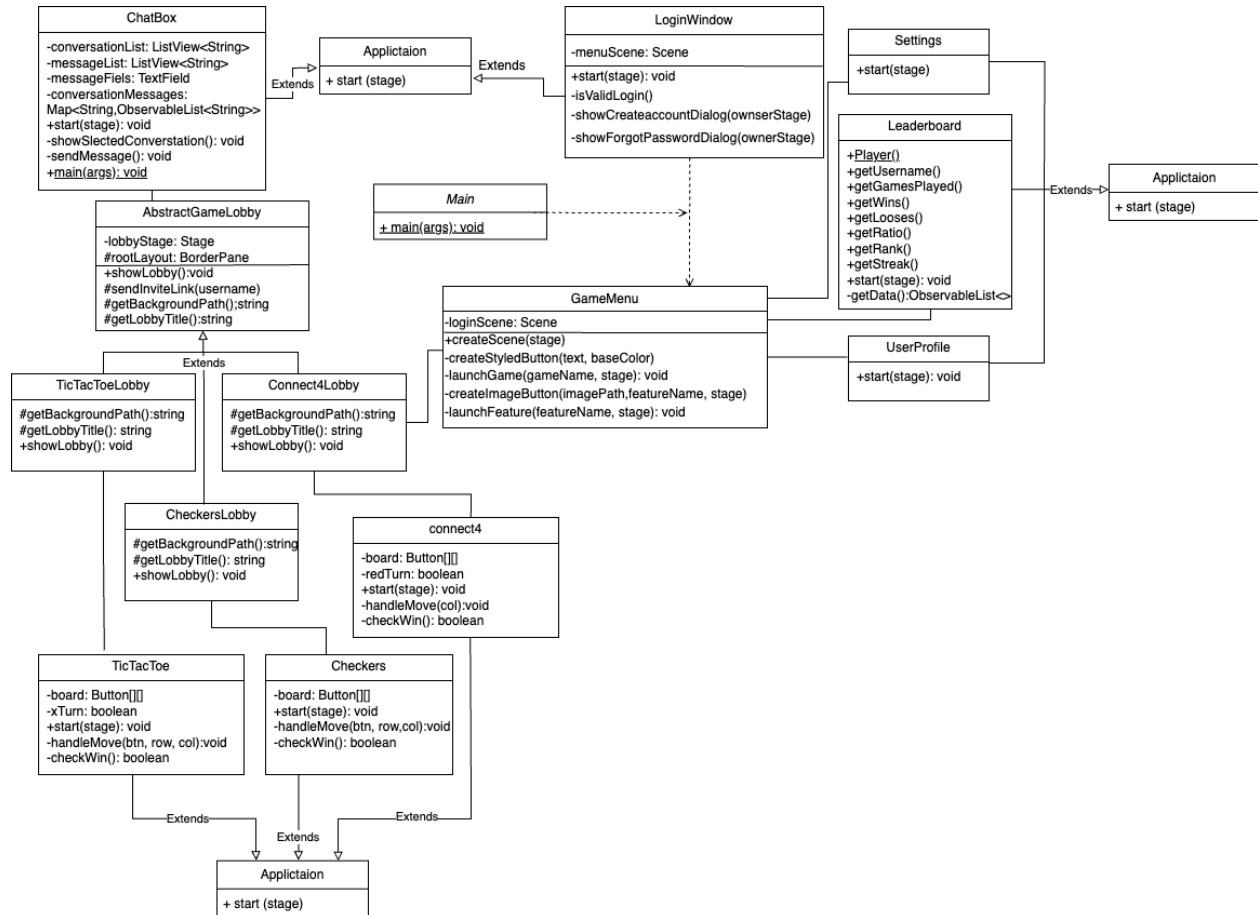 ChatBox
-conversationList: ListView<String>
-messageList: ListView<String>
-messageFiels: TextField
-conversationMessages:
Map<String,ObservableList<String>>
+start(stage): void
-showSlectedConverstation(): void
-sendMessage(): void
+main(args): void
Extends
Applictaion
+ start (stage)
Extends
LoginWindow
-menuScene: Scene
+start(stage): void
-isValidLogin()
-showCreateaccountDialog(ownserStage)
-showForgotPasswordDialog(ownerStage)
Settings
+start(stage)
Leaderboard
+Player()
+getUsername()
+getGamesPlayed()
+getWins()
+getLooses()
+getRatio()
+getRank()
+getStreak()
+start(stage): void
-getData():ObservableList<>
Extends
Applictaion
+ start (stage)
Main
+ main(args): void
AbstractGameLobby
-lobbyStage: Stage
#rootLayout: BorderPane
+showLobby():void
#sendInviteLink(username)
#getBackgroundPath();string
#getLobbyTitle():string
Extends
GameMenu
-loginScene: Scene
+createScene(stage)
-createStyledButton(text, baseColor)
-launchGame(gameName, stage): void
-createImageButton(imagePath,featureName, stage)
-launchFeature(featureName, stage): void
UserProfile
+start(stage): void
TicTacToeLobby
#getBackgroundPath():string
#getLobbyTitle(): string
+showLobby(): void
Connect4Lobby
#getBackgroundPath():string
#getLobbyTitle(): string
+showLobby(): void
CheckersLobby
#getBackgroundPath():string
#getLobbyTitle(): string
+showLobby(): void
connect4
-board: Button[][]
-redTurn: boolean
+start(stage): void
-handleMove(col):void
-checkWin(): boolean
TicTacToe
-board: Button[][]
-xTurn: boolean
+start(stage): void
-handleMove(btn, row, col):void
-checkWin(): boolean
Checkers
-board: Button[][]
+start(stage): void
-handleMove(btn, row,col):void
-checkWin(): boolean
Extends
Extends
Extends
Applictaion
+ start (stage)